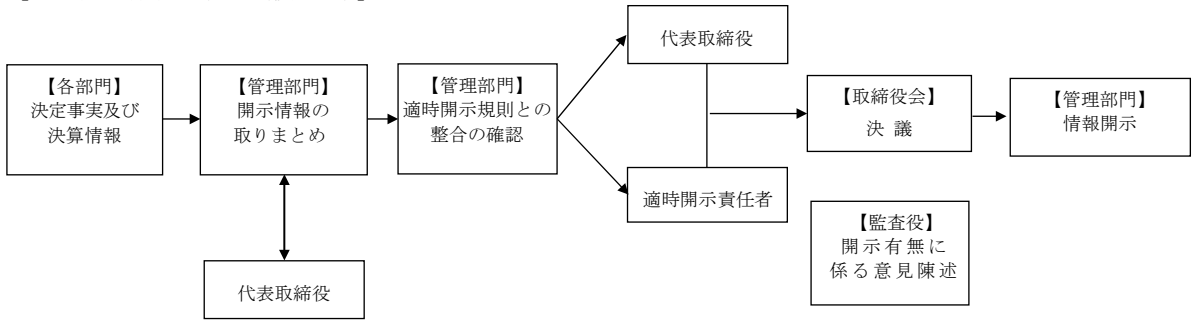 【各部門】
決定事実及び
決算情報
【管理部門】
開示情報の
取りまとめ
代表取締役
【管理部門】
適時開示規則との
整合の確認
代表取締役
適時開示責任者
【取締役会】
決 議
【監査役】
開示有無に
係る意見陳述
【管理部門】
情報開示